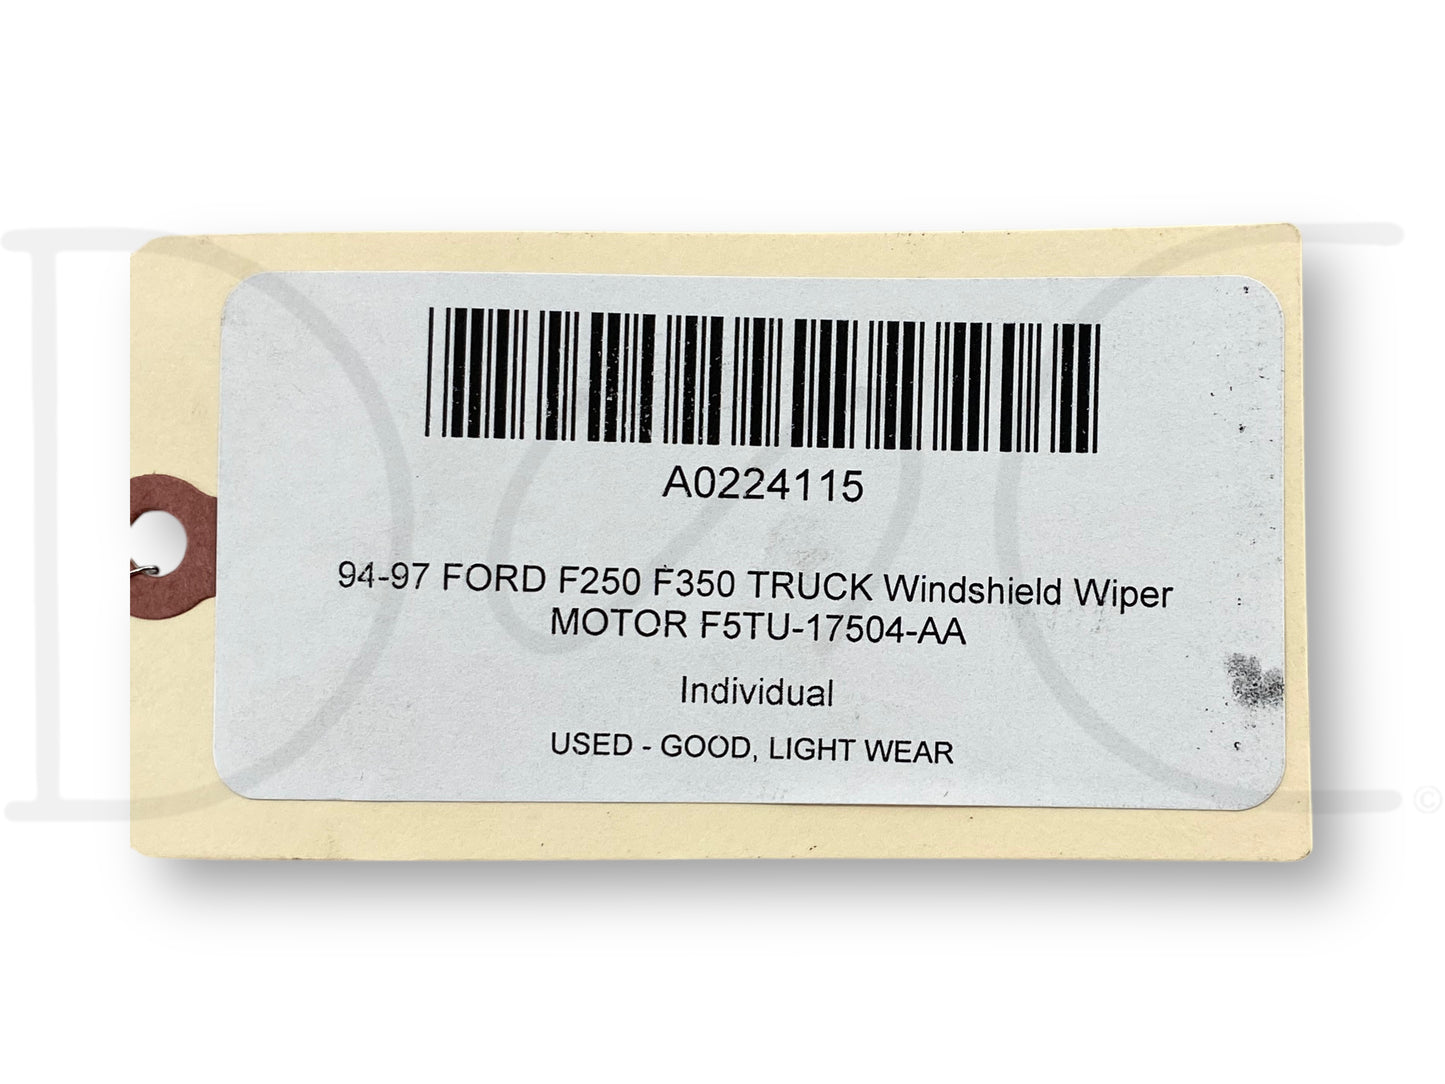 A0224115
94-97 FORD F250 F350 TRUCK Windshield Wiper
MOTOR F5TU-17504-AA
Individual
USED - GOOD, LIGHT WEAR
©